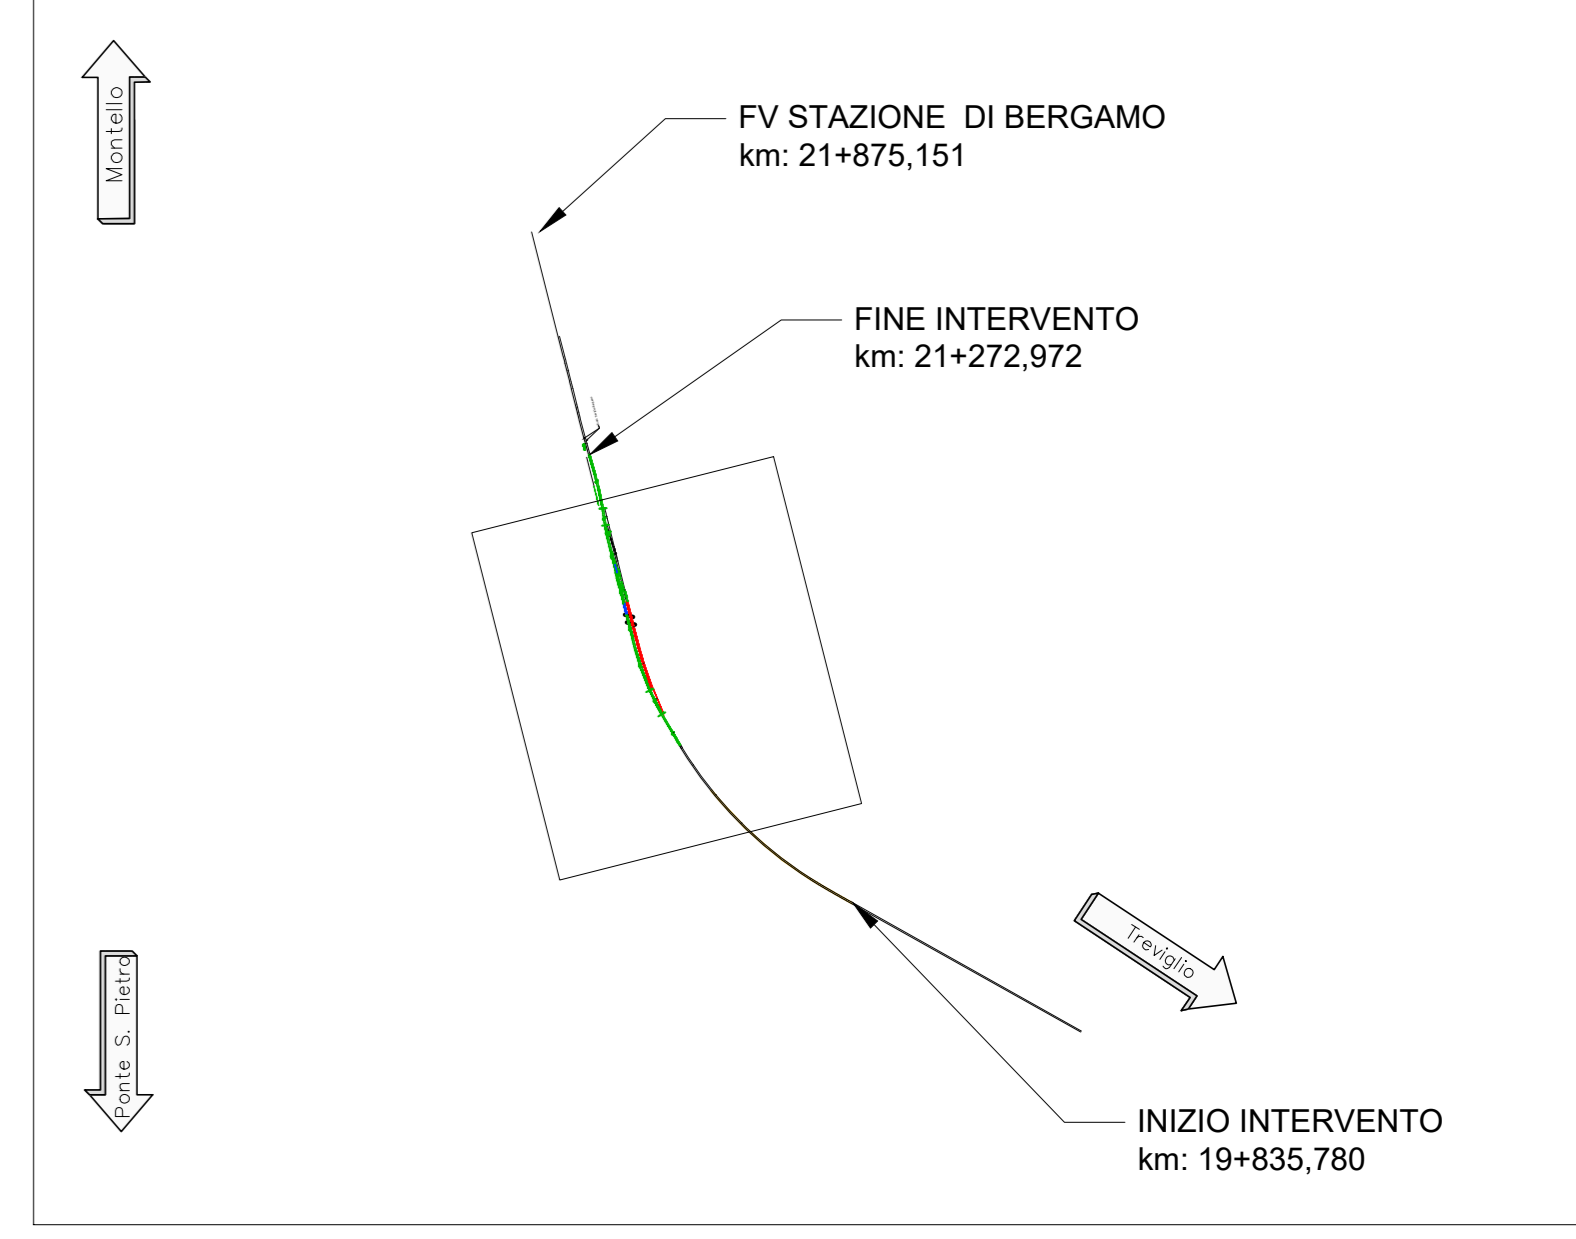 Montello
FV STAZIONE  DI BERGAMO
km: 21+875,151
FINE INTERVENTO
km: 21+272,972
Treviglio
Ponte S. Pietro
INIZIO INTERVENTO
km: 19+835,780